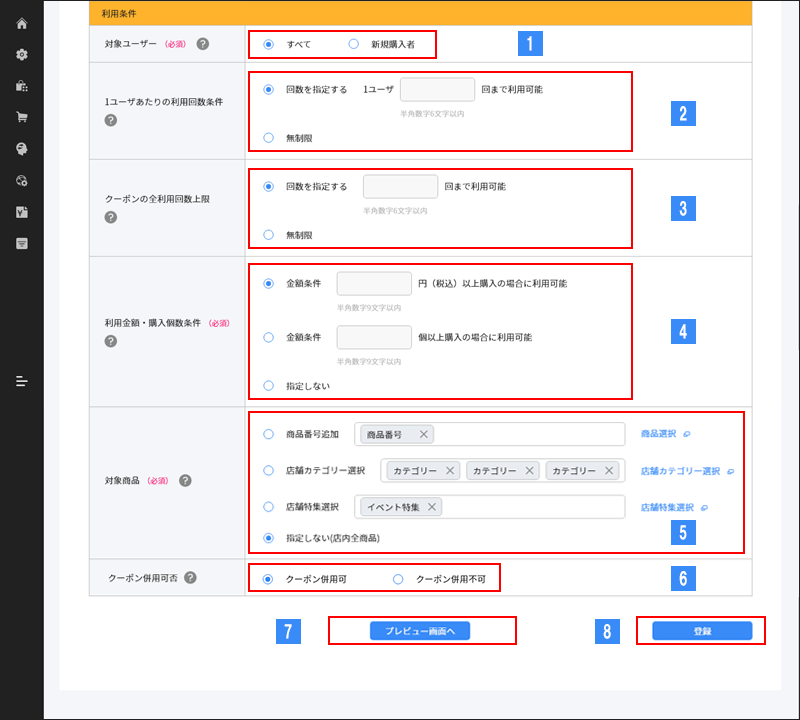 利用条件
対象ユーザー (必須) ?
すべて 新規購入者
1
1ユーザあたりの利用回数条件
?
回数を指定する 1ユーザ 回まで利用可能
半角数字6文字以内
無制限
2
クーポンの全利用回数上限
?
回数を指定する 回まで利用可能
半角数字6文字以内
無制限
3
利用金額・購入個数条件 (必須)
?
金額条件 円（税込）以上購入の場合に利用可能
半角数字9文字以内
金額条件 個以上購入の場合に利用可能
半角数字9文字以内
指定しない
4
対象商品 (必須) ?
商品番号追加 商品番号 商品選択
店舗カテゴリー選択 カテゴリー カテゴリー カテゴリー 店舗カテゴリー選択
店舗特集選択 イベント特集 店舗特集選択
指定しない(店内全商品)
5
クーポン併用可否 ?
クーポン併用可 クーポン併用不可
6
7 プレビュー画面へ 8 登録